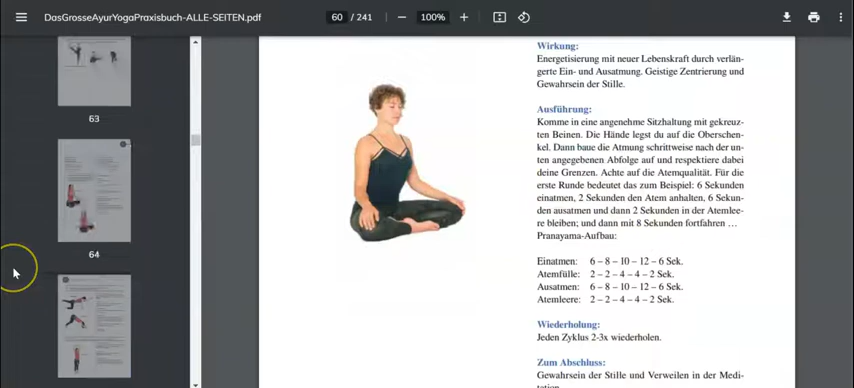 DasGrosseAyurYogaPraxisbuch-ALLE-SEITEN.pdf
60 / 241
100%
63
64
Wirkung:
Energetisierung mit neuer Lebenskraft durch verlän-
gerte Ein- und Ausatmung. Geistige Zentrierung und
Gewahrsein der Stille.
Ausführung:
Komme in eine angenehme Sitzhaltung mit gekreuz-
ten Beinen. Die Hände legst du auf die Oberschen-
kel. Dann baue die Atmung schrittweise nach der un-
ten angegebenen Abfolge auf und respektiere dabei
deine Grenzen. Achte auf die Atemqualität. Für die
erste Runde bedeutet das zum Beispiel: 6 Sekunden
einatmen, 2 Sekunden den Atem anhalten, 6 Sekun-
den ausatmen und dann 2 Sekunden in der Atemlee-
re bleiben; und dann mit 8 Sekunden fortfahren …
Pranayama-Aufbau:
Einatmen: 6 – 8 – 10 – 12 – 6 Sek.
Atemfülle: 2 – 2 – 4 – 4 – 2 Sek.
Ausatmen: 6 – 8 – 10 – 12 – 6 Sek.
Atemleere: 2 – 2 – 4 – 4 – 2 Sek.
Wiederholung:
Jeden Zyklus 2-3x wiederholen.
Zum Abschluss:
Gewahrsein der Stille und Verweilen in der Medi-
tation.